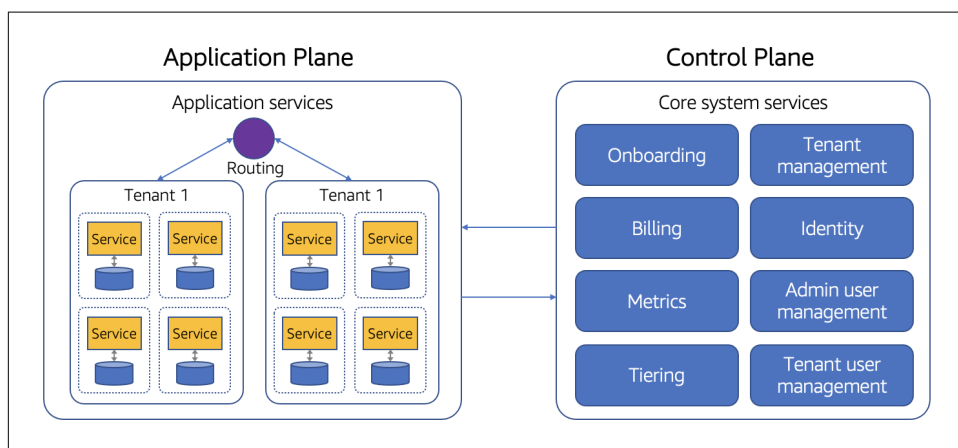 Application Plane
Application services
Routing
Tenant 1
Service
Service
Service
Service
Tenant 1
Service
Service
Service
Service
Control Plane
Core system services
Onboarding
Tenant
management
Billing
Identity
Metrics
Admin user
management
Tiering
Tenant user
management